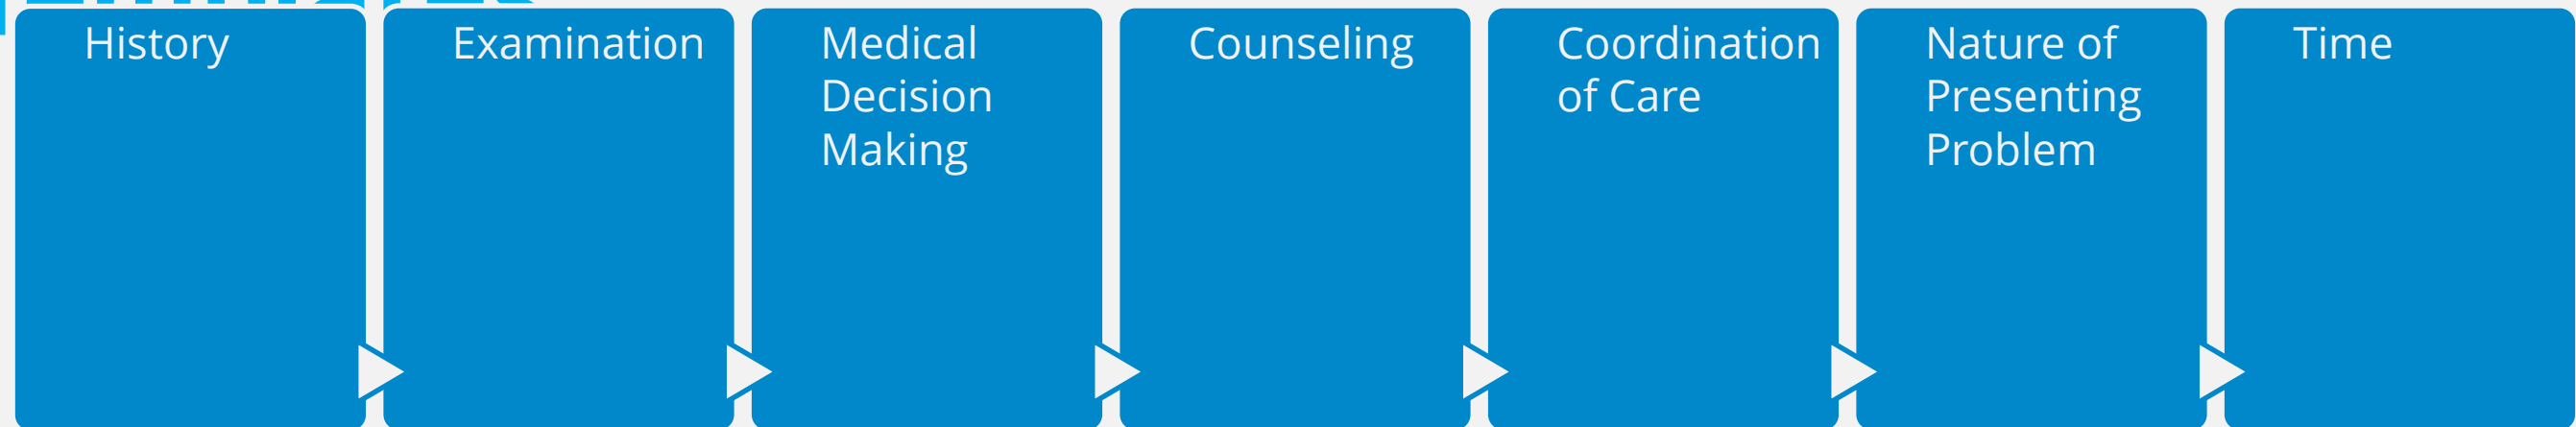 History
Examination
Medical
Decision
Making
Counseling
Coordination
of Care
Nature of
Presenting
Problem
Time